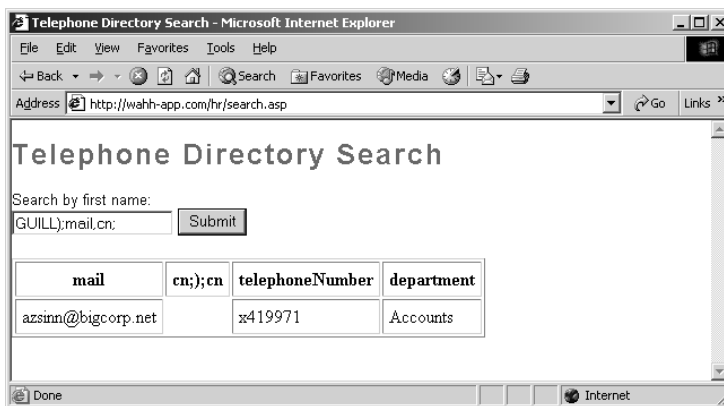 Telephone Directory Search - Microsoft Internet Explorer
File Edit View Favorites Tools Help
Back Search Favorites Media
Address http://wahh-app.com/hr/search.asp Go Links »
Telephone Directory Search
Search by first name:
GUILL);mail,cn; Submit
mail cn;);cn telephoneNumber department
azsinn@bigcorp.net x419971 Accounts
Done Internet